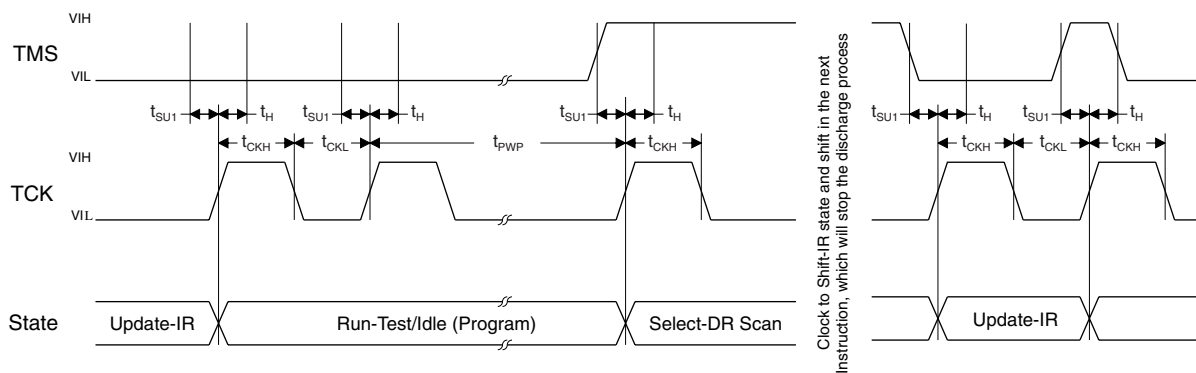 VIH
TMS
VIL
tSU1 tH tSU1 tH tSU1 tH tSU1 tH tSU1 tH
tCKH tCKL tPWP tCKH tCKH tCKL tCKH
VIH
TCK
VIL
State
Update-IR
Run-Test/Idle (Program)
Select-DR Scan
Clock to Shift-IR state and shift in the next
Instruction, which will stop the discharge process
Update-IR